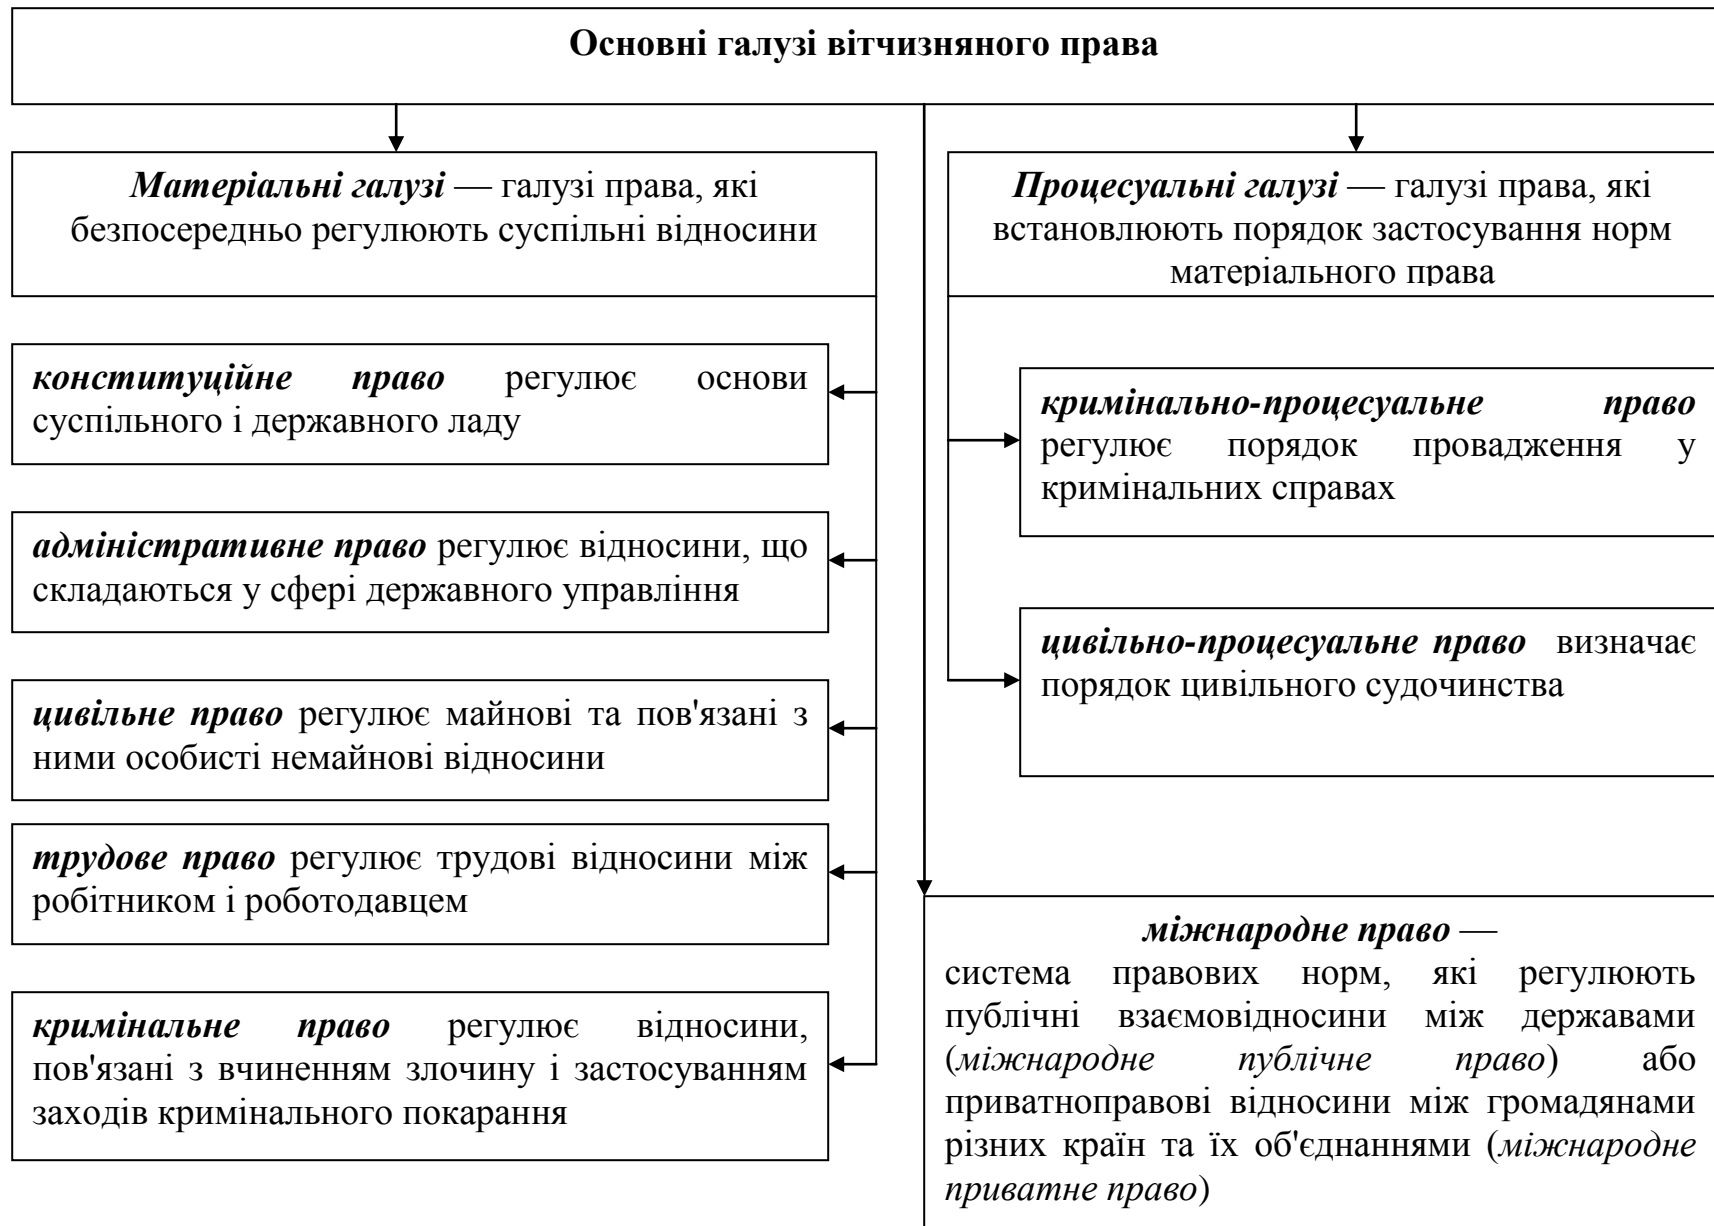 Основні галузі вітчизняного права
Матеріальні галузі — галузі права, які
безпосередньо регулюють суспільні відносини
конституційне право регулює основи
суспільного і державного ладу
адміністративне право регулює відносини, що
складаються у сфері державного управління
цивільне право регулює майнові та пов'язані з
ними особисті немайнові відносини
трудове право регулює трудові відносини між
робітником і роботодавцем
кримінальне право регулює відносини,
пов'язані з вчиненням злочину і застосуванням
заходів кримінального покарання
Процесуальні галузі — галузі права, які
встановлюють порядок застосування норм
матеріального права
кримінально-процесуальне право
регулює порядок провадження у
кримінальних справах
цивільно-процесуальне право визначає
порядок цивільного судочинства
міжнародне право —
система правових норм, які регулюють
публічні взаємовідносини між державами
(міжнародне публічне право) або
приватноправові відносини між громадянами
різних країн та їх об'єднаннями (міжнародне
приватне право)